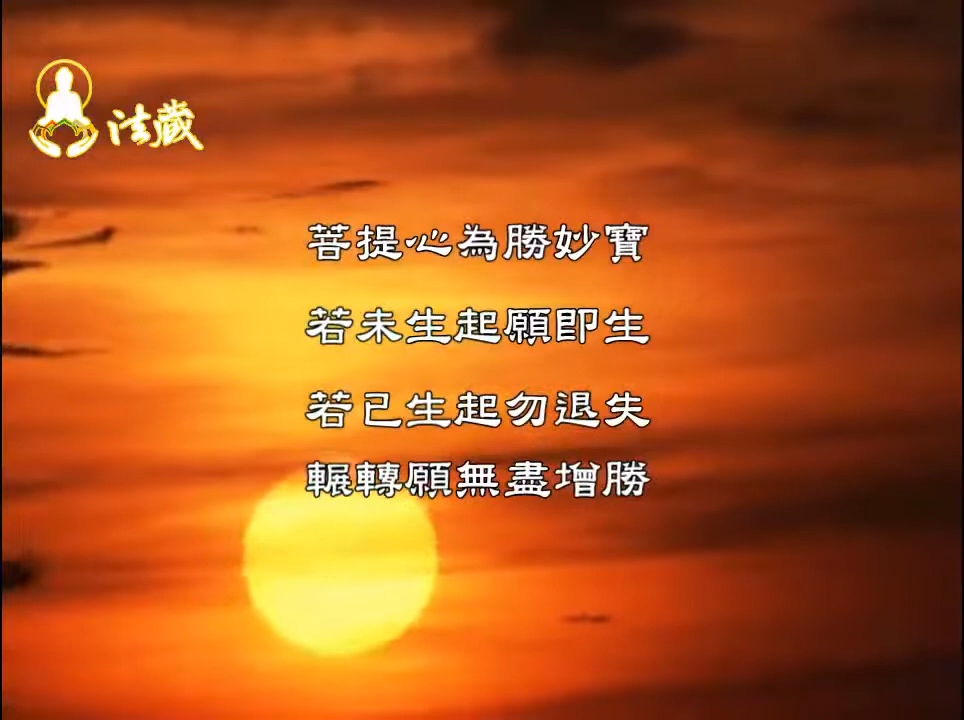 法藏
菩提心為勝妙寶
若未生起願即生
若已生起勿退失
輾轉願無盡增勝